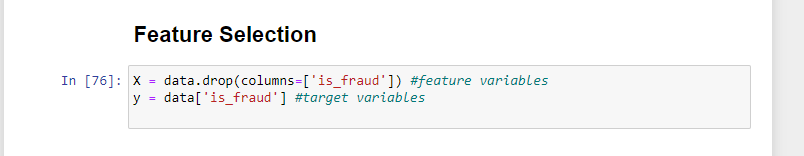 Feature Selection
In [76]: X = data.drop(columns=['is_fraud']) #feature variables
y = data['is_fraud'] #target variables